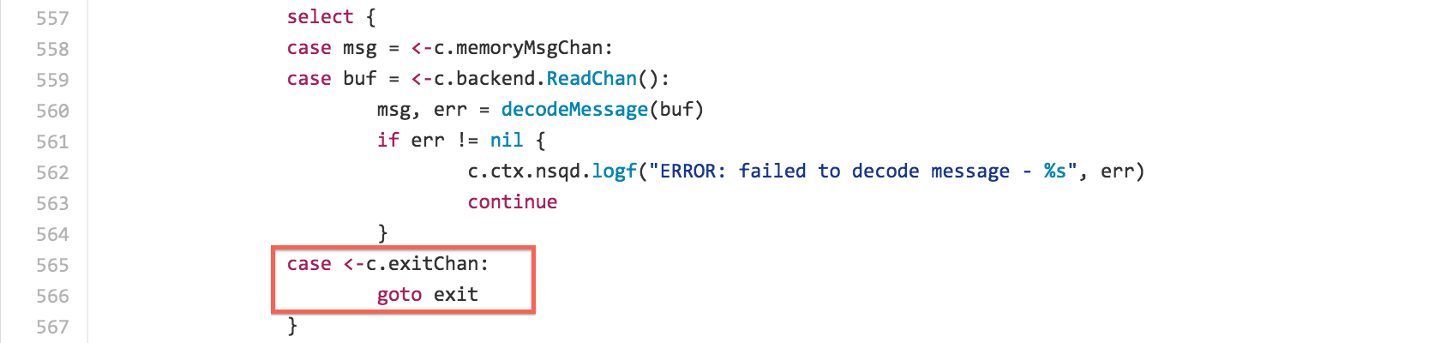 557 select {
558 case msg = <-c.memoryMsgChan:
559 case buf = <-c.backend.ReadChan():
560 msg, err = decodeMessage(buf)
561 if err != nil {
562 c.ctx.nsqd.logf("ERROR: failed to decode message - %s", err)
563 continue
564 }
565 case <-c.exitChan:
566 goto exit
567 }